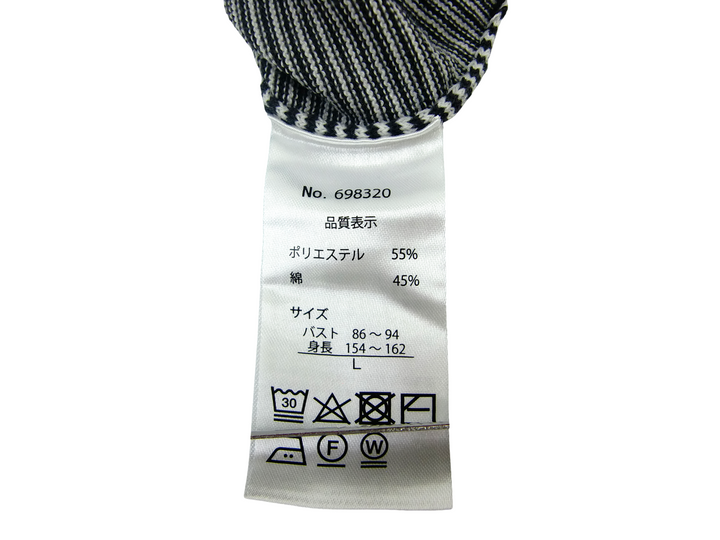 No. 698320
品質表示
ポリエステル 55%
綿 45%
サイズ
バスト 86～94
身長 154～162
L
30
F W